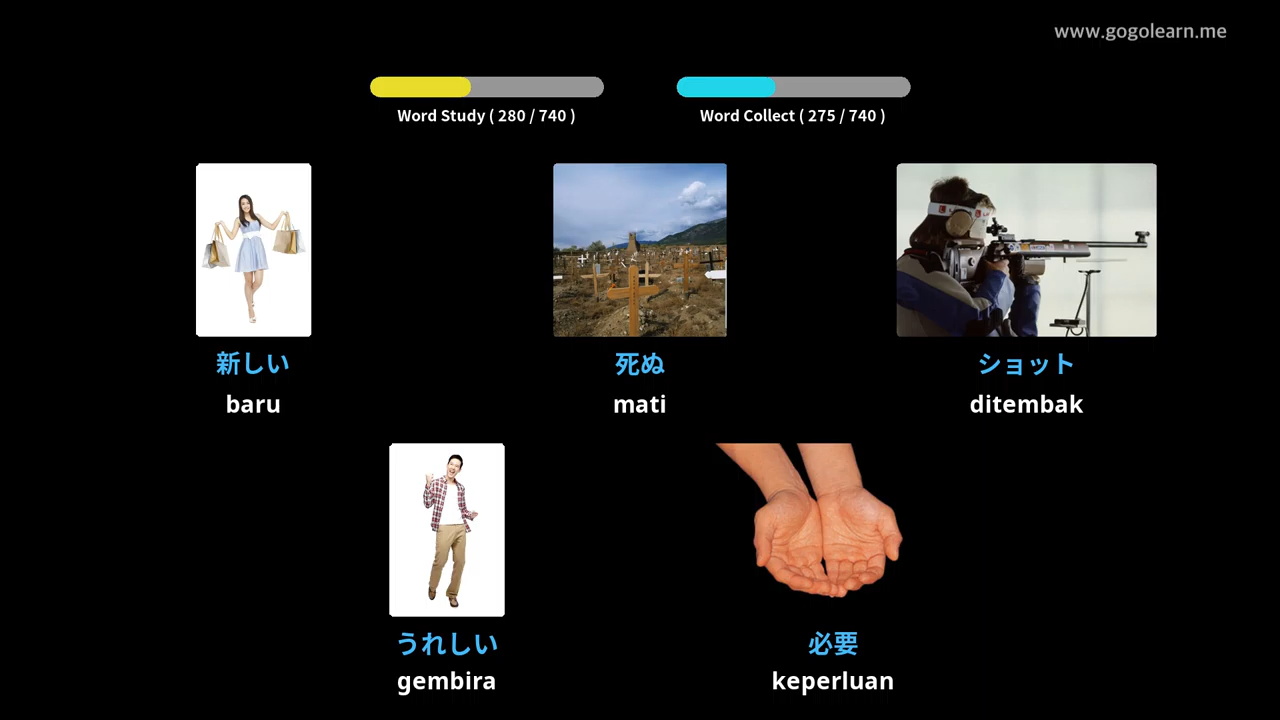 www.gogolearn.me
Word Study ( 280 / 740 )
Word Collect ( 275 / 740 )
新しい
baru
死ぬ
mati
ショット
ditembak
うれしい
gembira
必要
keperluan